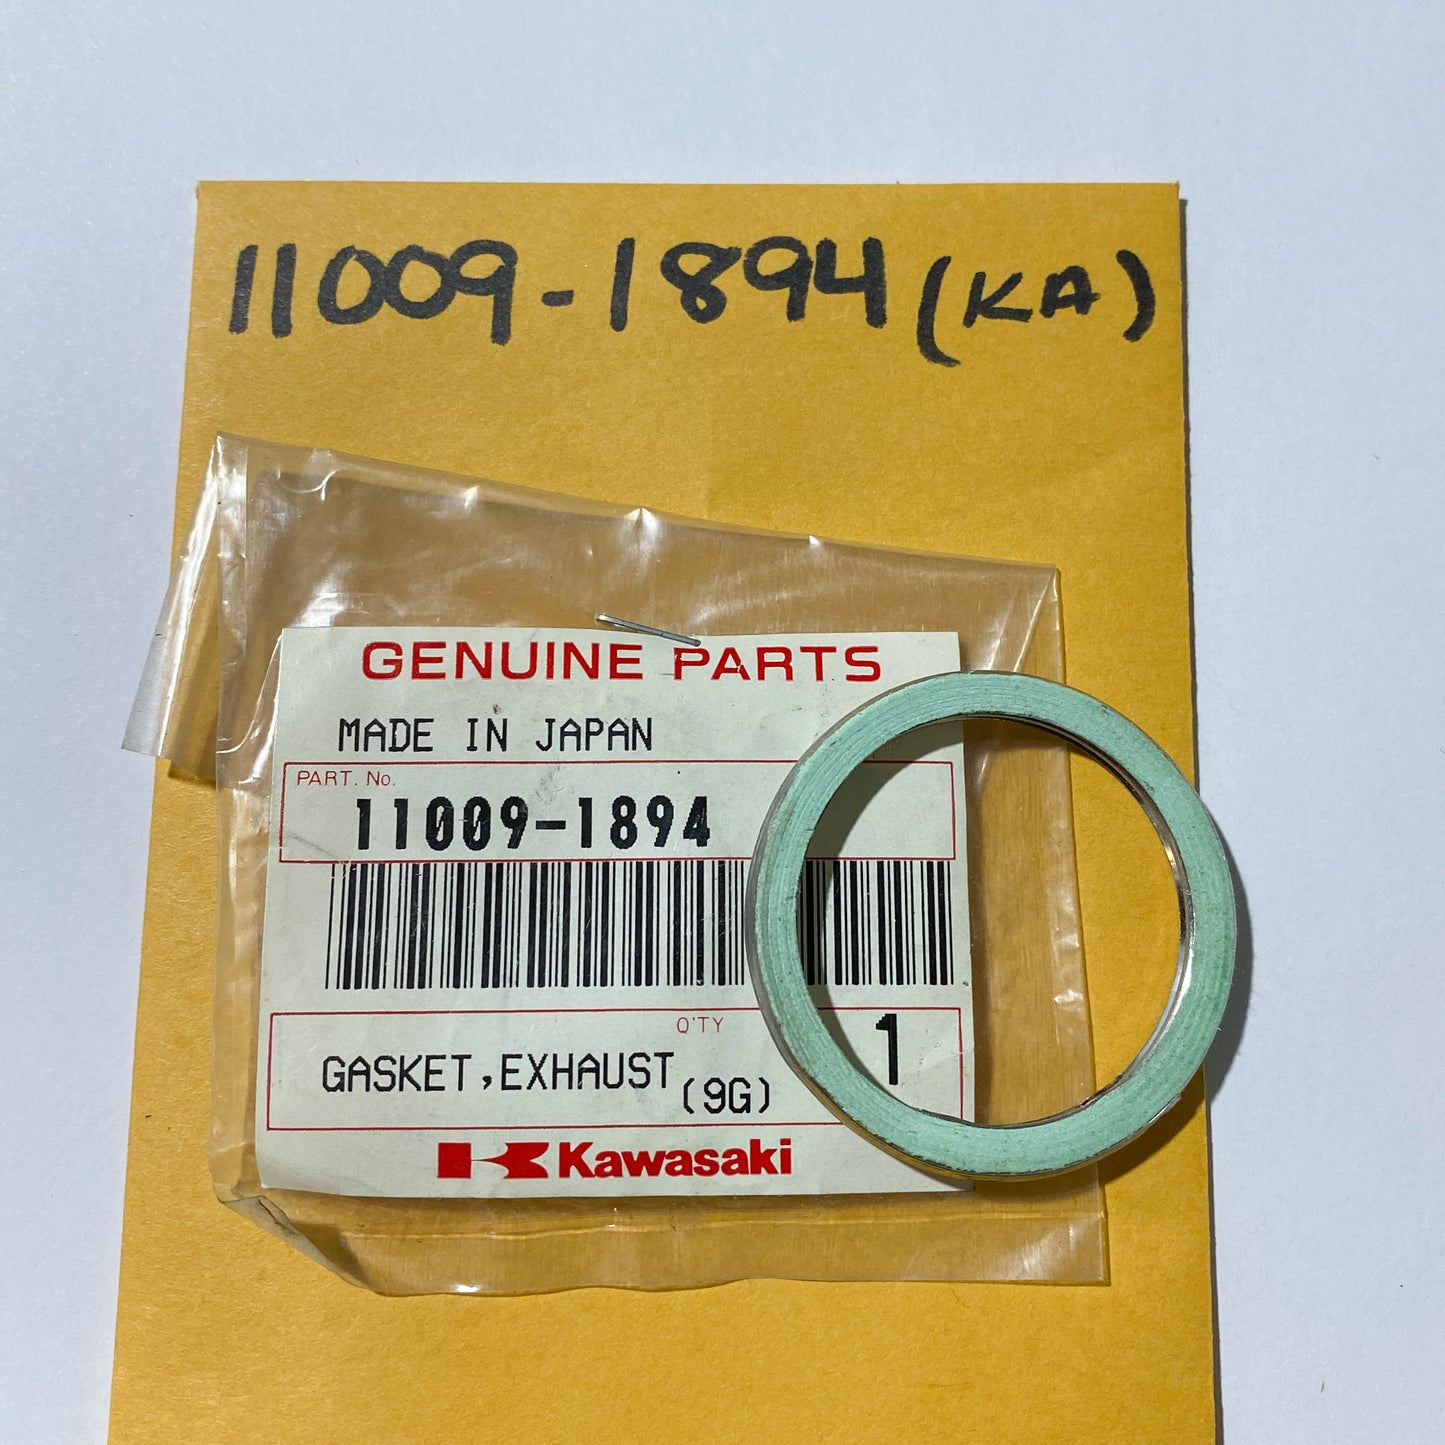 11009-1894 (KA)
GENUINE PARTS
MADE IN JAPAN
PART. No.
11009-1894
Q'TY 1
GASKET,EXHAUST (9G)
Kawasaki